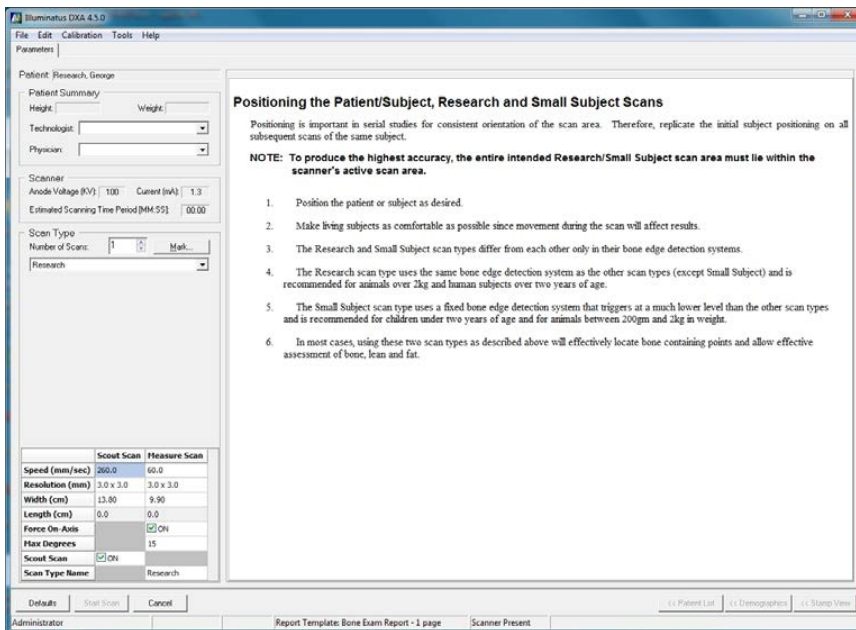 Illuminatus DXA 4.5.0
File Edit Calibration Tools Help
Parameters
Patient: Research, George
Patient Summary
Height: Weight:
Technologist:
Physician:
Scanner
Anode Voltage (KV): 100 Current (mA): 1.3
Estimated Scanning Time Period [MM:SS]: 00:00
Scan Type
Number of Scans: 1 Mark...
Research
Scout Scan Measure Scan
Speed (mm/sec) 260.0 60.0
Resolution (mm) 3.0 x 3.0 3.0 x 3.0
Width (cm) 13.80 9.90
Length (cm) 0.0 0.0
Force On-Axis ON
Max Degrees 15
Scout Scan ON
Scan Type Name Research
Positioning the Patient/Subject, Research and Small Subject Scans
Positioning is important in serial studies for consistent orientation of the scan area. Therefore, replicate the initial subject positioning on all
subsequent scans of the same subject.
NOTE: To produce the highest accuracy, the entire intended Research/Small Subject scan area must lie within the
scanner's active scan area.
1. Position the patient or subject as desired.
2. Make living subjects as comfortable as possible since movement during the scan will affect results.
3. The Research and Small Subject scan types differ from each other only in their bone edge detection systems.
4. The Research scan type uses the same bone edge detection system as the other scan types (except Small Subject) and is
recommended for animals over 2kg and human subjects over two years of age.
5. The Small Subject scan type uses a fixed bone edge detection system that triggers at a much lower level than the other scan types
and is recommended for children under two years of age and for animals between 200gm and 2kg in weight.
6. In most cases, using these two scan types as described above will effectively locate bone containing points and allow effective
assessment of bone, lean and fat.
Defaults Start Scan Cancel << Patient List << Demographics << Stamp View
Administrator Report Template: Bone Exam Report - 1 page Scanner Present